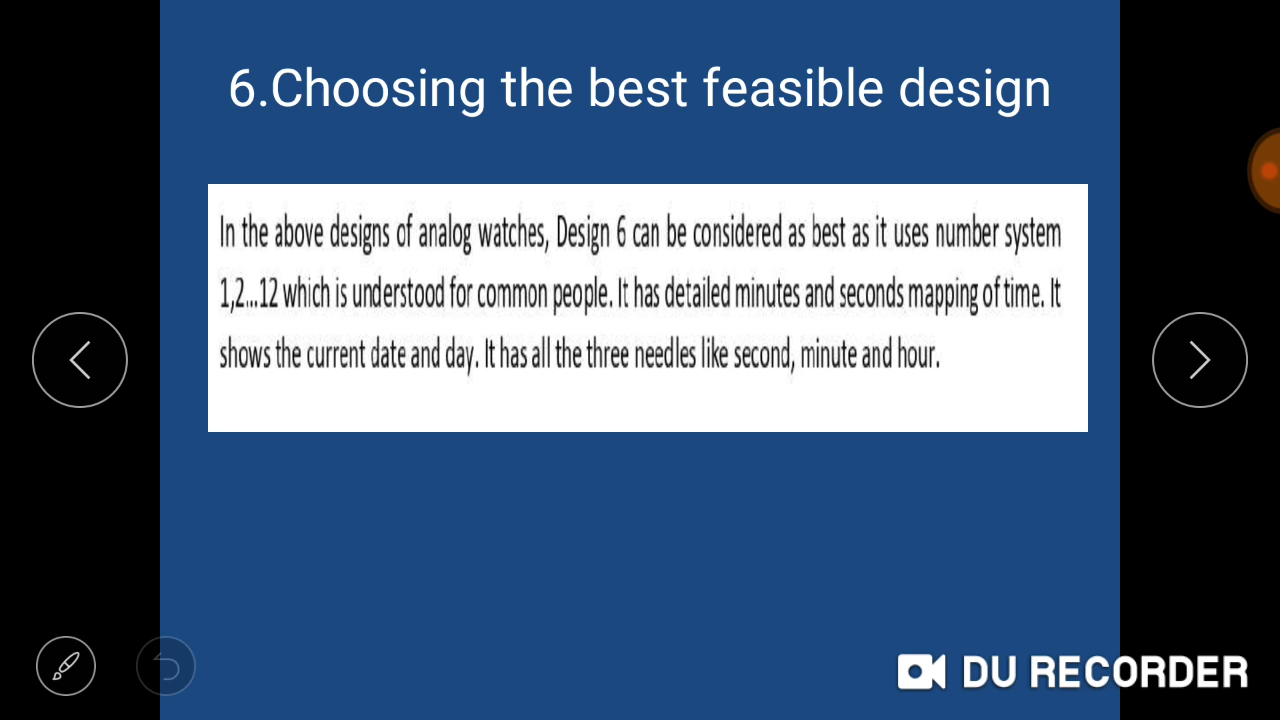 6.Choosing the best feasible design
In the above designs of analog watches, Design 6 can be considered as best as it uses number system
1,2...12 which is understood for common people. It has detailed minutes and seconds mapping of time. It
shows the current date and day. It has all the three needles like second, minute and hour.
DU RECORDER